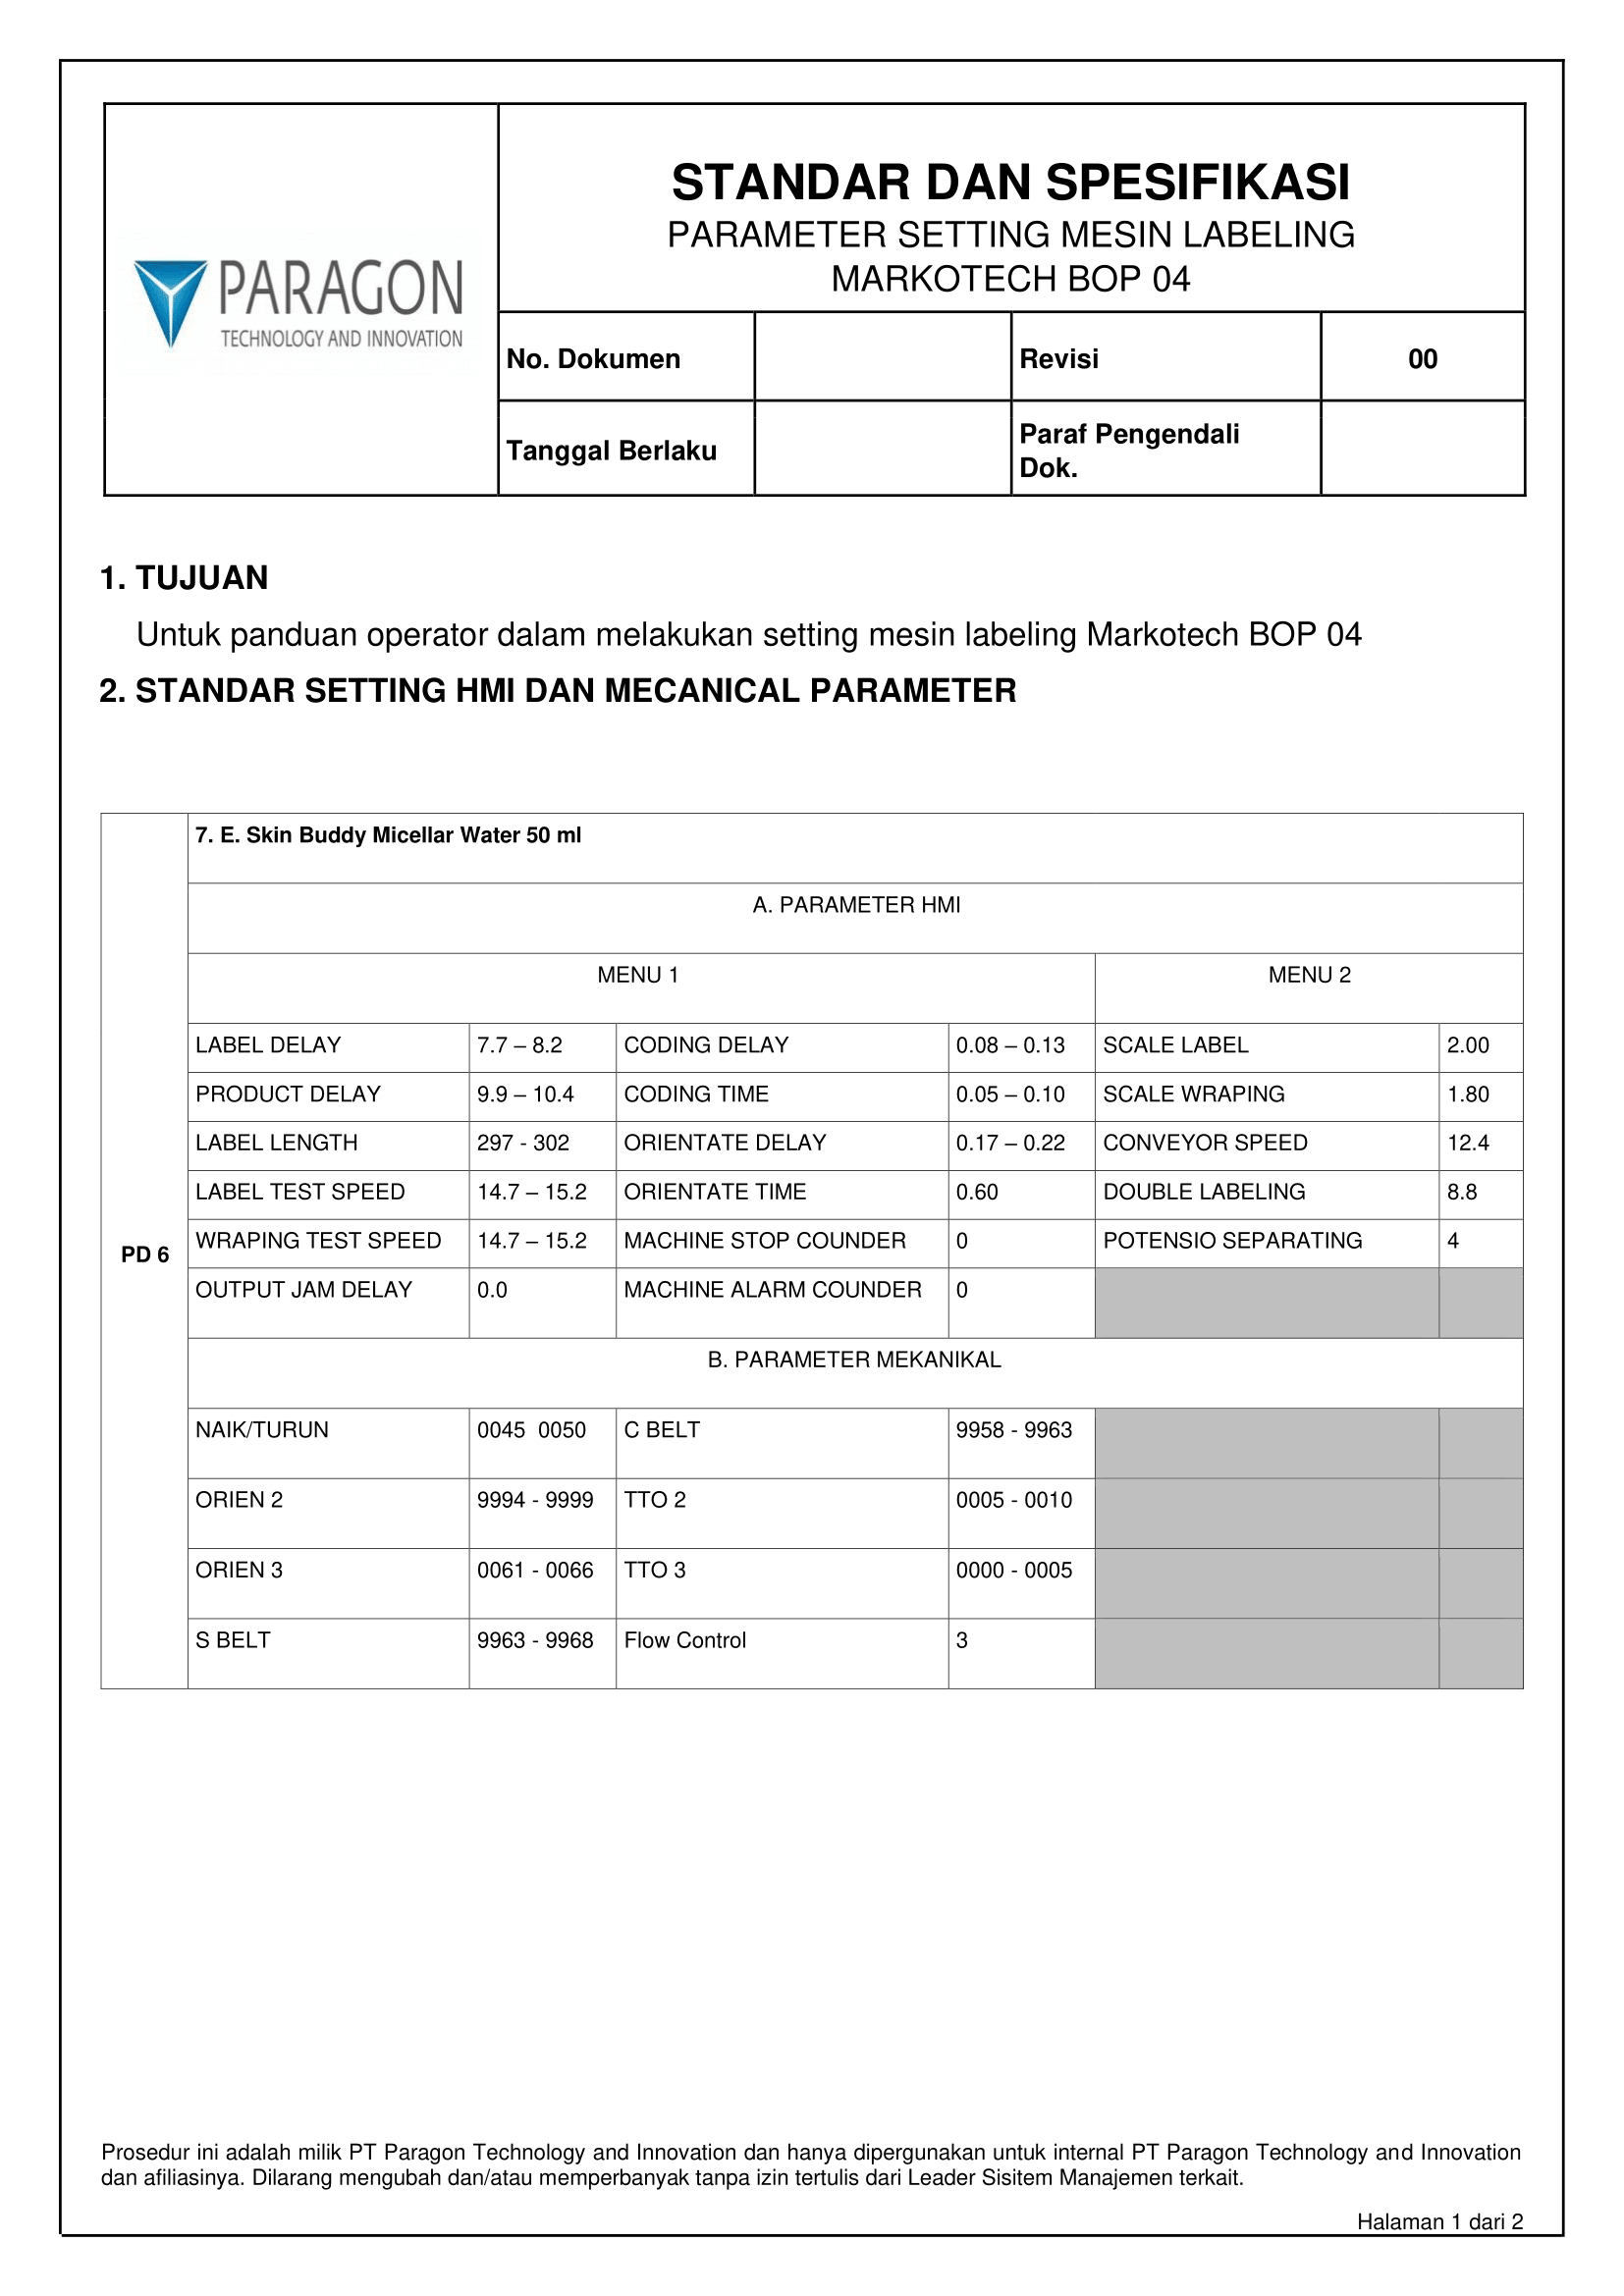 PARAGON
TECHNOLOGY AND INNOVATION
STANDAR DAN SPESIFIKASI
PARAMETER SETTING MESIN LABELING
MARKOTECH BOP 04
No. Dokumen Revisi 00
Tanggal Berlaku Paraf Pengendali Dok.
1. TUJUAN
Untuk panduan operator dalam melakukan setting mesin labeling Markotech BOP 04
2. STANDAR SETTING HMI DAN MECANICAL PARAMETER
PD 6
7. E. Skin Buddy Micellar Water 50 ml
A. PARAMETER HMI
MENU 1 MENU 2
LABEL DELAY 7.7 – 8.2 CODING DELAY 0.08 – 0.13 SCALE LABEL 2.00
PRODUCT DELAY 9.9 – 10.4 CODING TIME 0.05 – 0.10 SCALE WRAPING 1.80
LABEL LENGTH 297 - 302 ORIENTATE DELAY 0.17 – 0.22 CONVEYOR SPEED 12.4
LABEL TEST SPEED 14.7 – 15.2 ORIENTATE TIME 0.60 DOUBLE LABELING 8.8
WRAPING TEST SPEED 14.7 – 15.2 MACHINE STOP COUNDER 0 POTENSIO SEPARATING 4
OUTPUT JAM DELAY 0.0 MACHINE ALARM COUNDER 0
B. PARAMETER MEKANIKAL
NAIK/TURUN 0045 0050 C BELT 9958 - 9963
ORIEN 2 9994 - 9999 TTO 2 0005 - 0010
ORIEN 3 0061 - 0066 TTO 3 0000 - 0005
S BELT 9963 - 9968 Flow Control 3
Prosedur ini adalah milik PT Paragon Technology and Innovation dan hanya dipergunakan untuk internal PT Paragon Technology and Innovation
dan afiliasinya. Dilarang mengubah dan/atau memperbanyak tanpa izin tertulis dari Leader Sisitem Manajemen terkait.
Halaman 1 dari 2